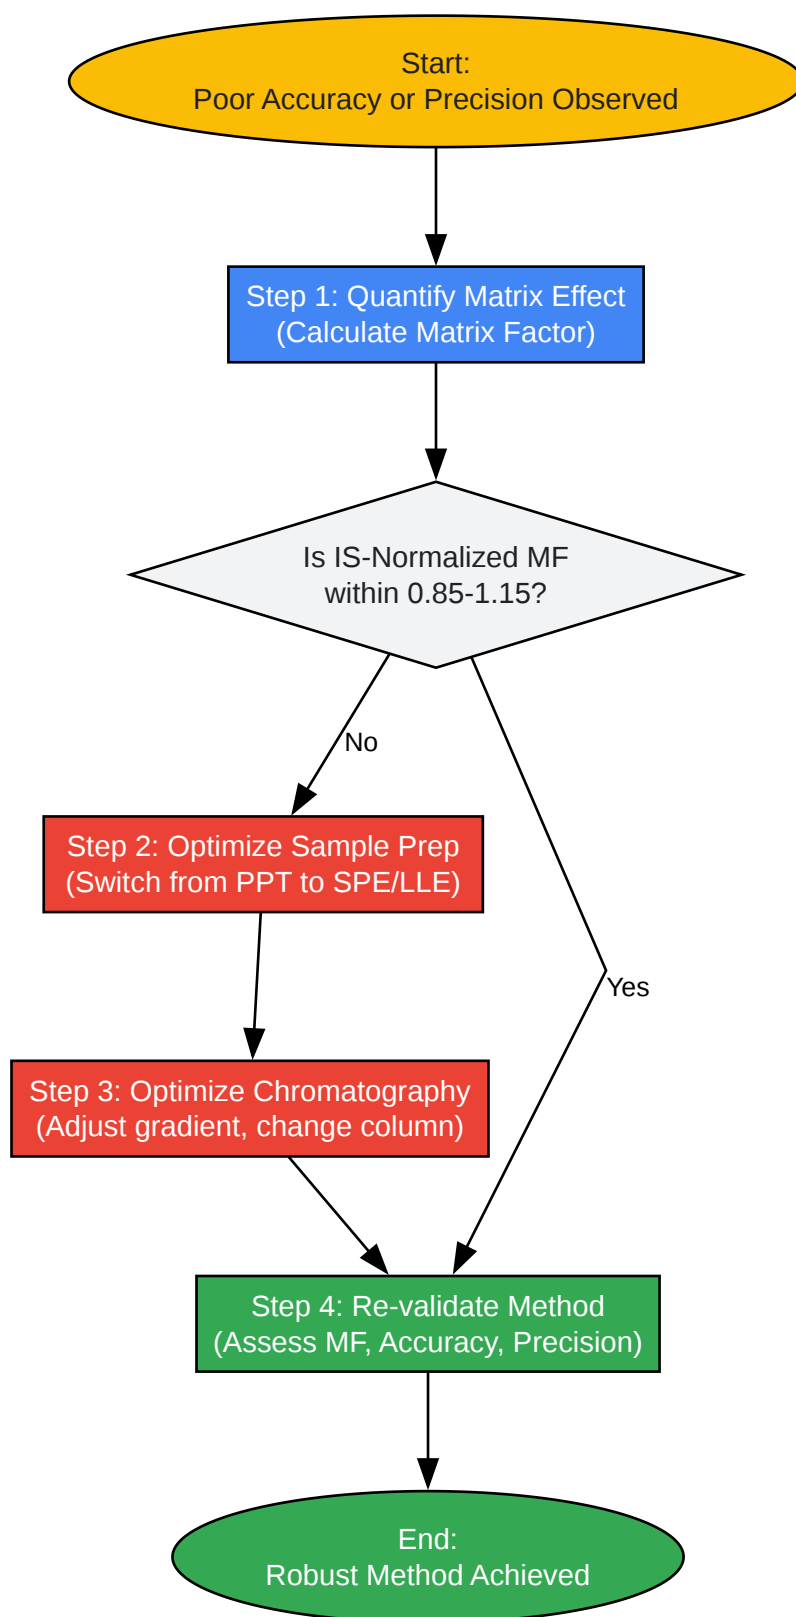 Start:
Poor Accuracy or Precision Observed
Step 1: Quantify Matrix Effect
(Calculate Matrix Factor)
Is IS-Normalized MF
within 0.85-1.15?
No
Step 2: Optimize Sample Prep
(Switch from PPT to SPE/LLE)
Yes
Step 3: Optimize Chromatography
(Adjust gradient, change column)
Step 4: Re-validate Method
(Assess MF, Accuracy, Precision)
End:
Robust Method Achieved